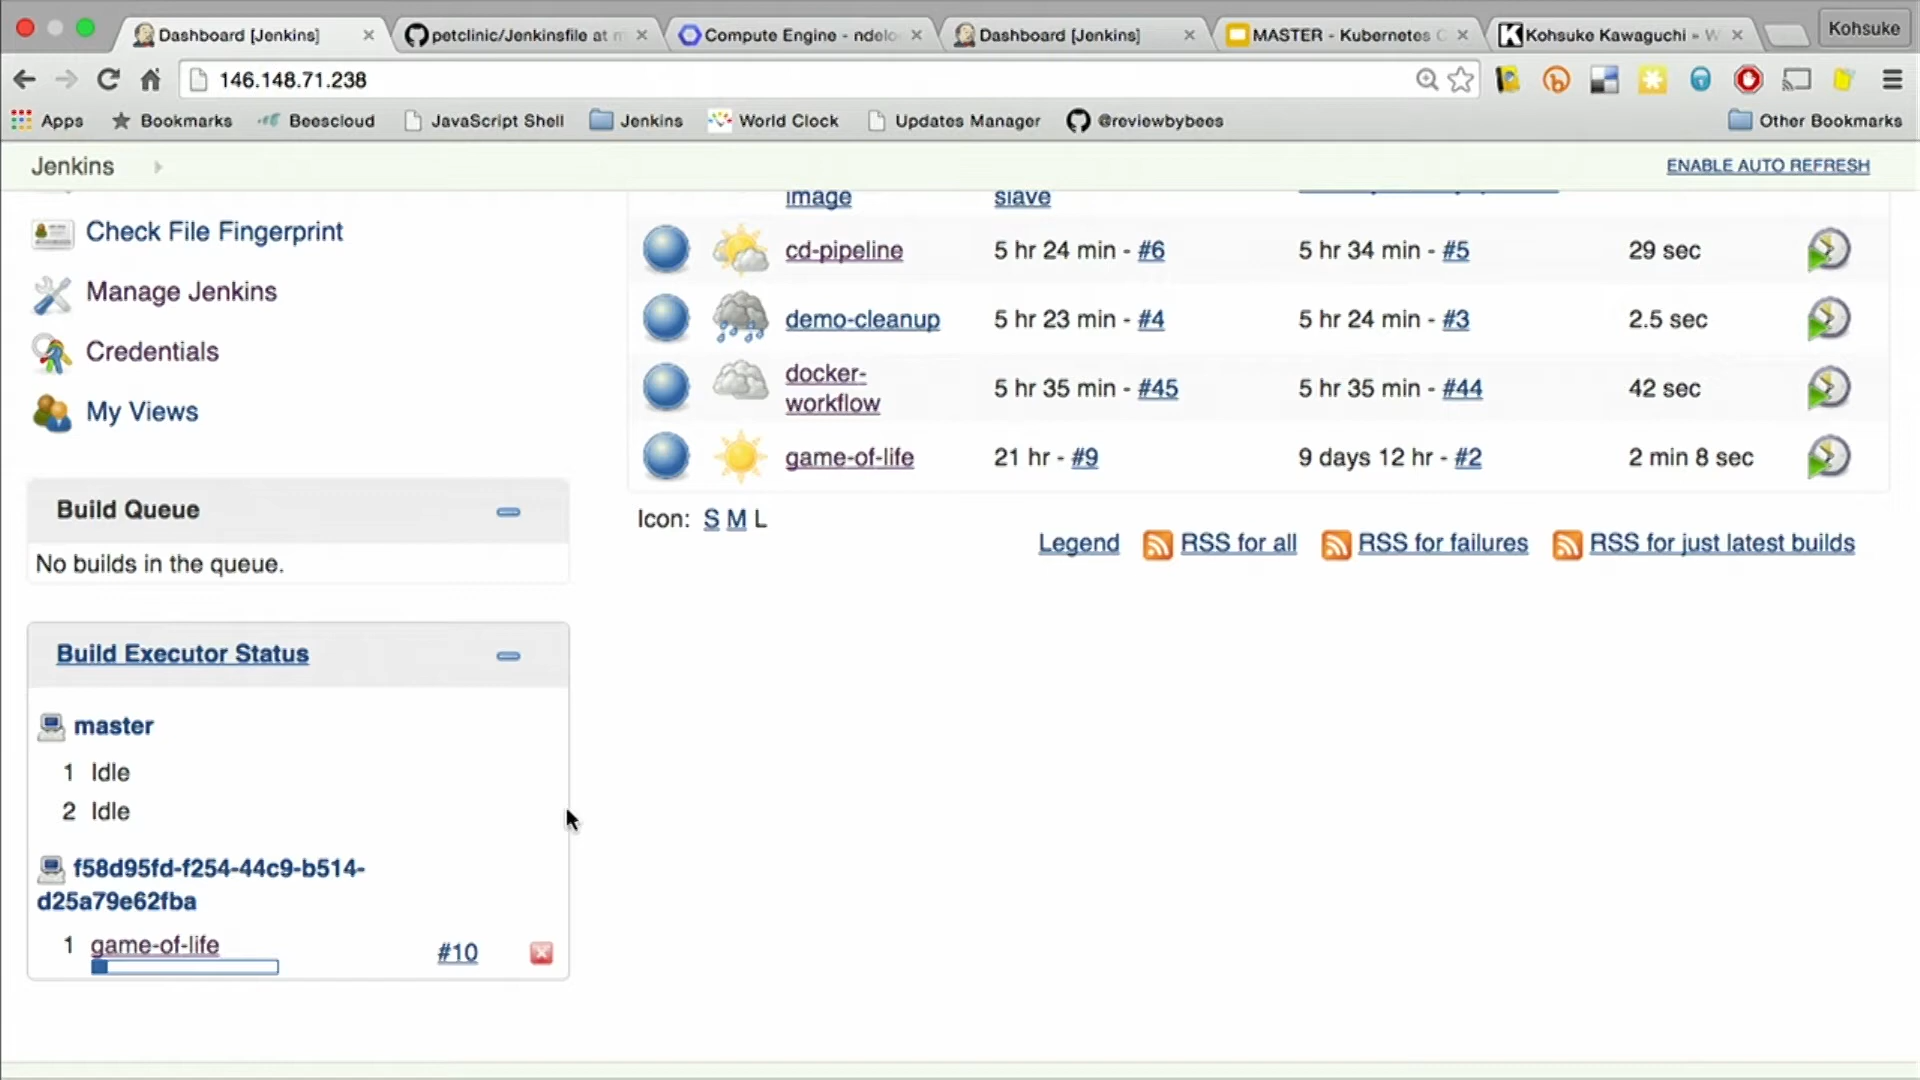 Dashboard [Jenkins]
petclinic/Jenkinsfile at m
Compute Engine - ndelo
Dashboard [Jenkins]
MASTER - Kubernetes C
Kohsuke Kawaguchi - W
Kohsuke
146.148.71.238
Apps
Bookmarks
Beescloud
JavaScript Shell
Jenkins
World Clock
Updates Manager
@reviewbybees
Other Bookmarks
Jenkins
ENABLE AUTO REFRESH
Check File Fingerprint
Manage Jenkins
Credentials
My Views
image slave
cd-pipeline 5 hr 24 min - #6 5 hr 34 min - #5 29 sec
demo-cleanup 5 hr 23 min - #4 5 hr 24 min - #3 2.5 sec
docker-
workflow 5 hr 35 min - #45 5 hr 35 min - #44 42 sec
game-of-life 21 hr - #9 9 days 12 hr - #2 2 min 8 sec
Icon: S M L
Legend RSS for all RSS for failures RSS for just latest builds
Build Queue
No builds in the queue.
Build Executor Status
master
1 Idle
2 Idle
f58d95fd-f254-44c9-b514-
d25a79e62fba
1 game-of-life #10